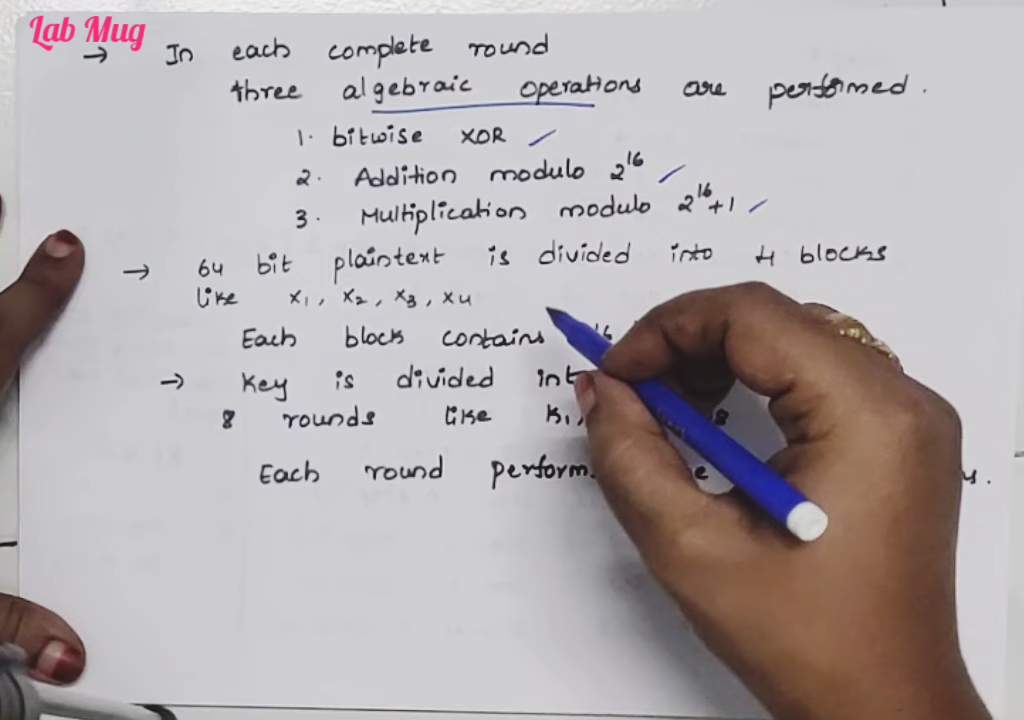 Lab Mug
→ In each complete round
three algebraic operations are performed.
1. bitwise XOR
2. Addition modulo 2^16
3. Multiplication modulo 2^16+1
→ 64 bit plaintext is divided into 4 blocks
like x1, x2, x3, x4
Each block contains 16
→ Key is divided
8 rounds like K1,
Each round